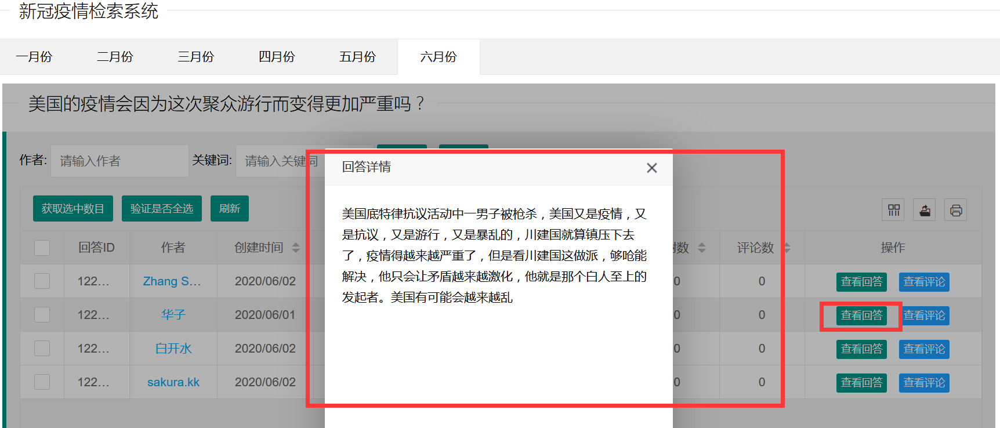 新冠疫情检索系统
一月份 二月份 三月份 四月份 五月份 六月份
美国的疫情会因为这次聚众游行而变得更加严重吗？
作者: 请输入作者 关键词: 请输入关键词
回答详情
美国底特律抗议活动中一男子被枪杀，美国又是疫情，又
是抗议，又是游行，又是暴乱的，川建国就算镇压下去
了，疫情得越来越严重了，但是看川建国这做派，够呛能
解决，他只会让矛盾越来越激化，他就是那个白人至上的
发起者。美国有可能会越来越乱
获取选中数目 验证是否全选 刷新
回答ID 作者 创建时间 数 评论数 操作
122... Zhang S... 2020/06/02 0 0 查看回答 查看评论
122... 华子 2020/06/01 0 0 查看回答 查看评论
122... 白开水 2020/06/02 0 0 查看回答 查看评论
122... sakura.kk 2020/06/02 0 0 查看回答 查看评论